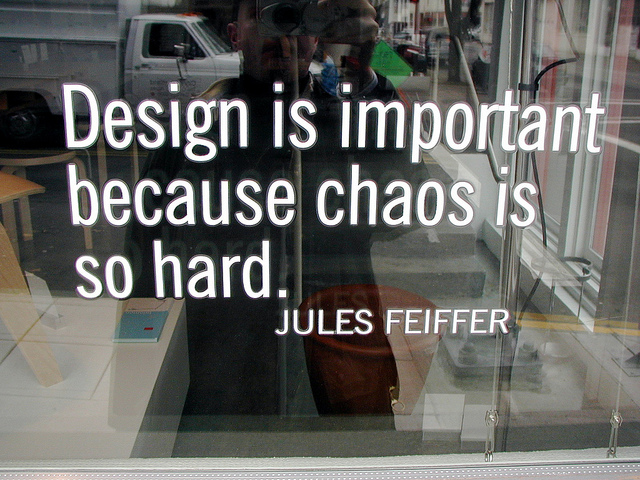 Design is important
because chaos is
so hard.
JULES FEIFFER